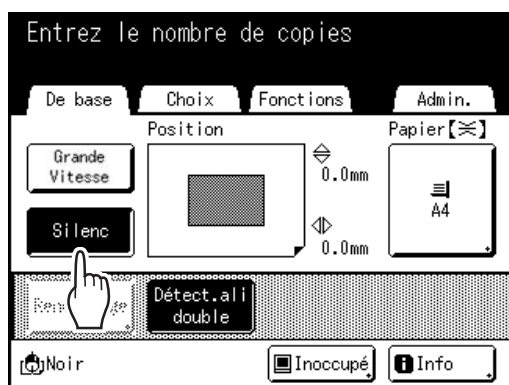 Entrez le nombre de copies
De base Choix Fonctions Admin.
Position Papier【】
Grande
Vitesse
0.0mm
A4
Silenc
0.0mm
Détect.ali
double
Noir Inoccupé Info